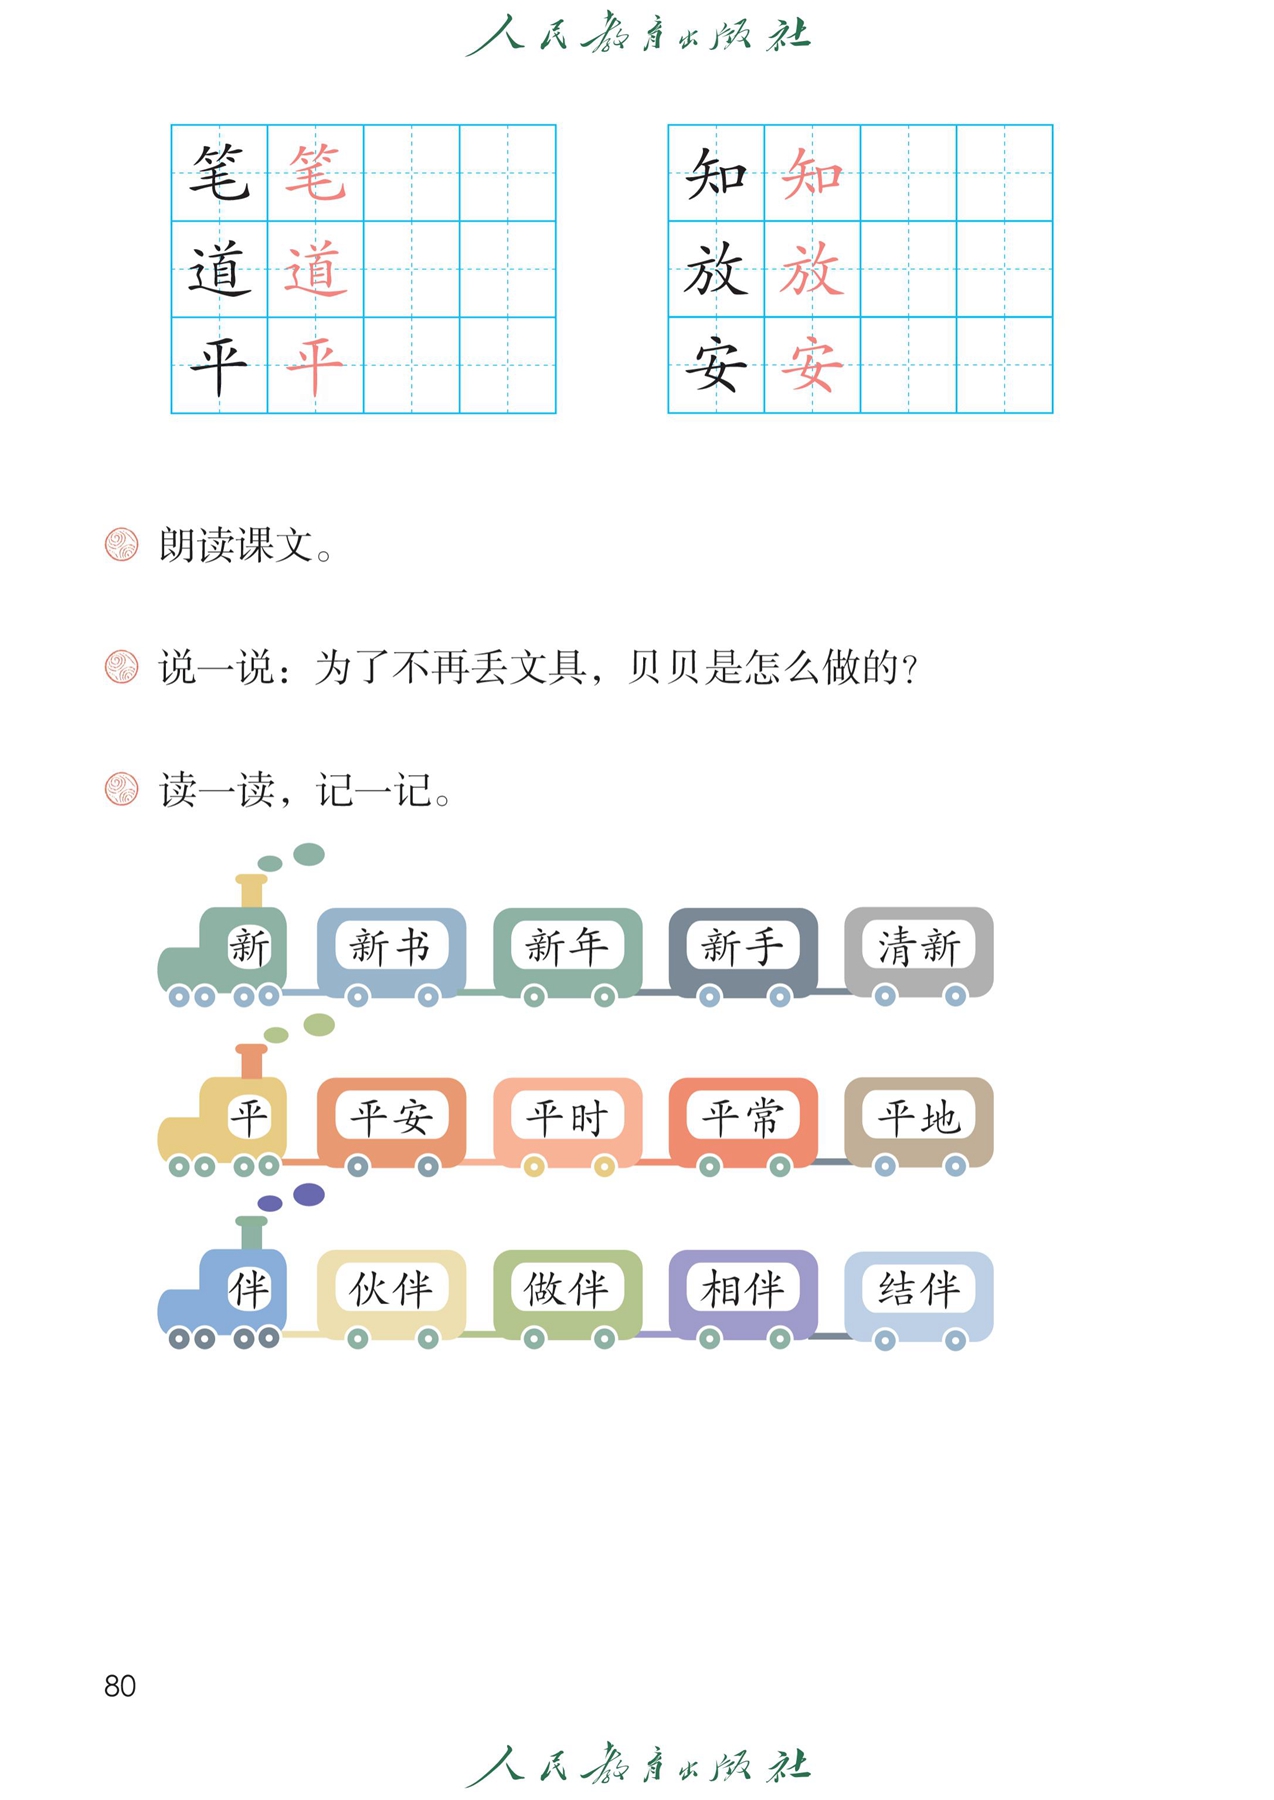 人民教育出版社
笔 笔 知 知
道 道 放 放
平 平 安 安
朗读课文。
说一说：为了不再丢文具，贝贝是怎么做的？
读一读，记一记。
新 新书 新年 新手 清新
平 平安 平时 平常 平地
伴 伙伴 做伴 相伴 结伴
80
人民教育出版社